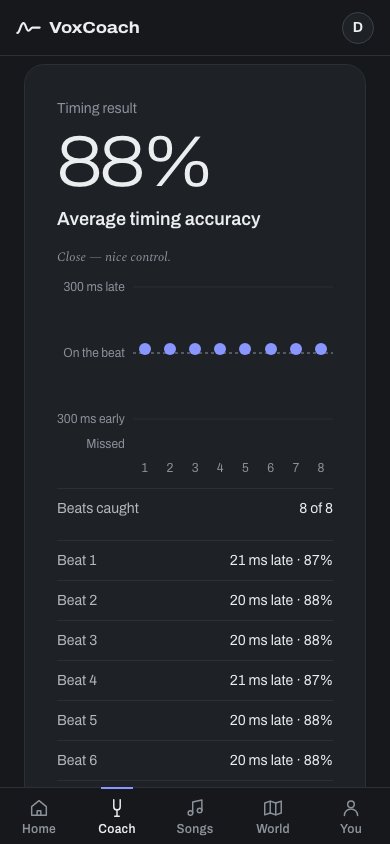 VoxCoach
D
Timing result
88%
Average timing accuracy
Close — nice control.
300 ms late
On the beat
300 ms early
Missed
1 2 3 4 5 6 7 8
Beats caught 8 of 8
Beat 1 21 ms late · 87%
Beat 2 20 ms late · 88%
Beat 3 20 ms late · 88%
Beat 4 21 ms late · 87%
Beat 5 20 ms late · 88%
Beat 6 20 ms late · 88%
Home Coach Songs World You